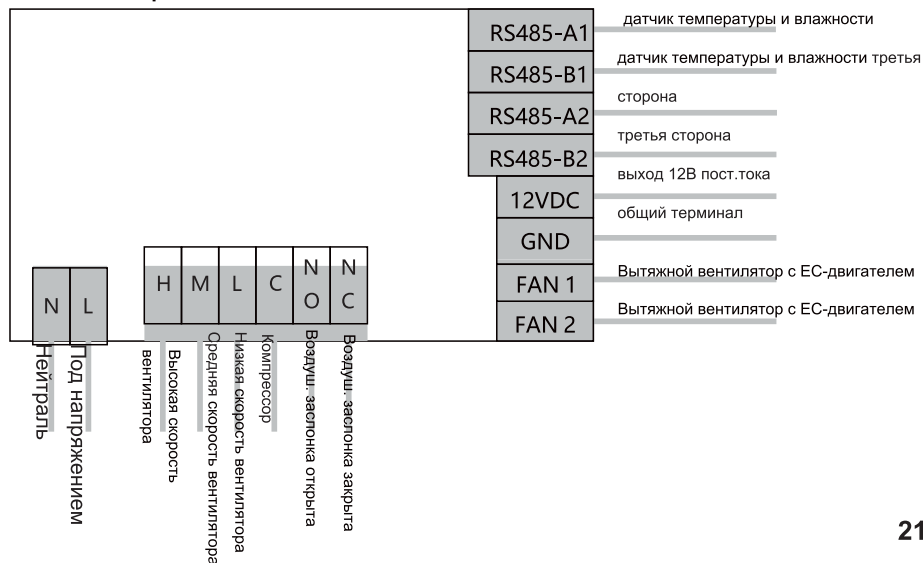 RS485-A1
датчик температуры и влажности
RS485-B1
датчик температуры и влажности третья
RS485-A2
сторона
RS485-B2
третья сторона
12VDC
выход 12В пост.тока
GND
общий терминал
FAN 1
Вытяжной вентилятор с ЕС-двигателем
FAN 2
Вытяжной вентилятор с ЕС-двигателем
N
L
H
M
L
C
N
O
N
C
Нейтраль
Под напряжением
Высокая скорость
вентилятора
Средняя скорость вентилятора
Низкая скорость вентилятора
Компрессор
Воздуш. заслонка открыта
Воздуш. заслонка закрыта
21